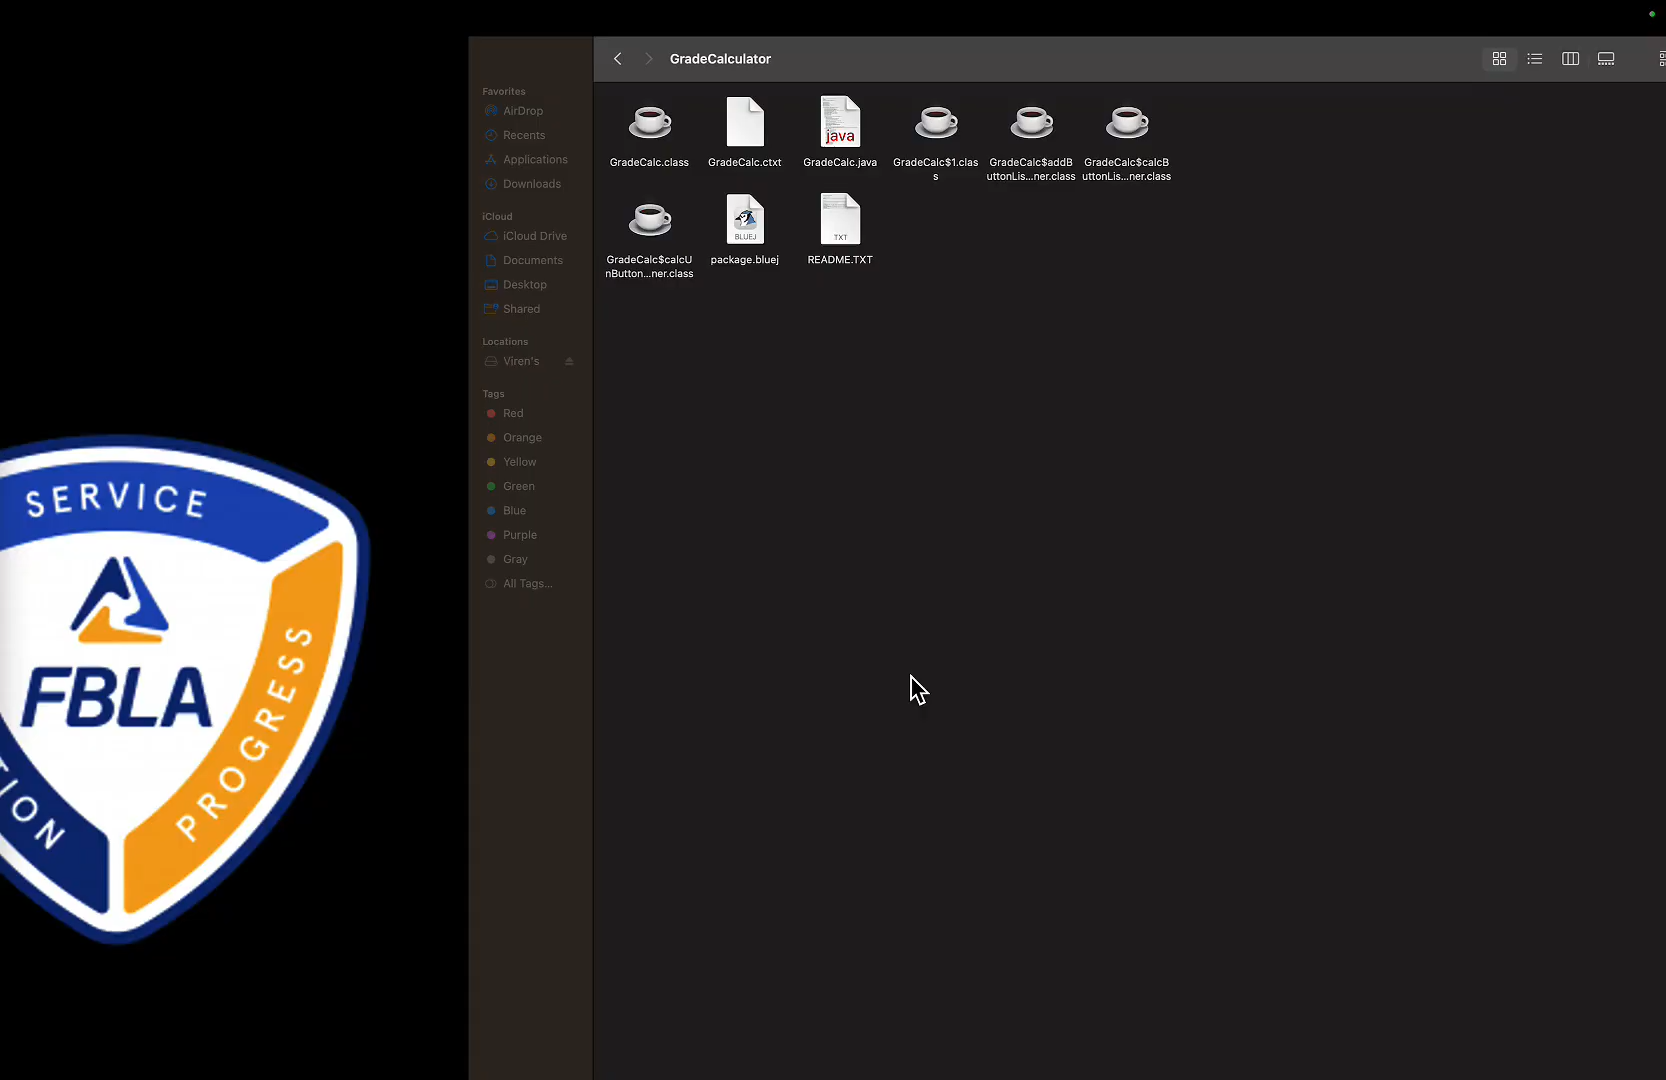 GradeCalculator
Favorites
AirDrop
Recents
Applications
Downloads
iCloud
iCloud Drive
Documents
Desktop
Shared
Locations
Viren's
Tags
Red
Orange
Yellow
Green
Blue
Purple
Gray
All Tags...
GradeCalc.class
GradeCalc.ctxt
java
GradeCalc.java
GradeCalc$1.clas
s
GradeCalc$addB
uttonLis...ner.class
GradeCalc$calcB
uttonLis...ner.class
GradeCalc$calcU
nButton...ner.class
BLUEJ
package.bluej
TXT
README.TXT
SERVICE
FBLA
PROGRESS
TION